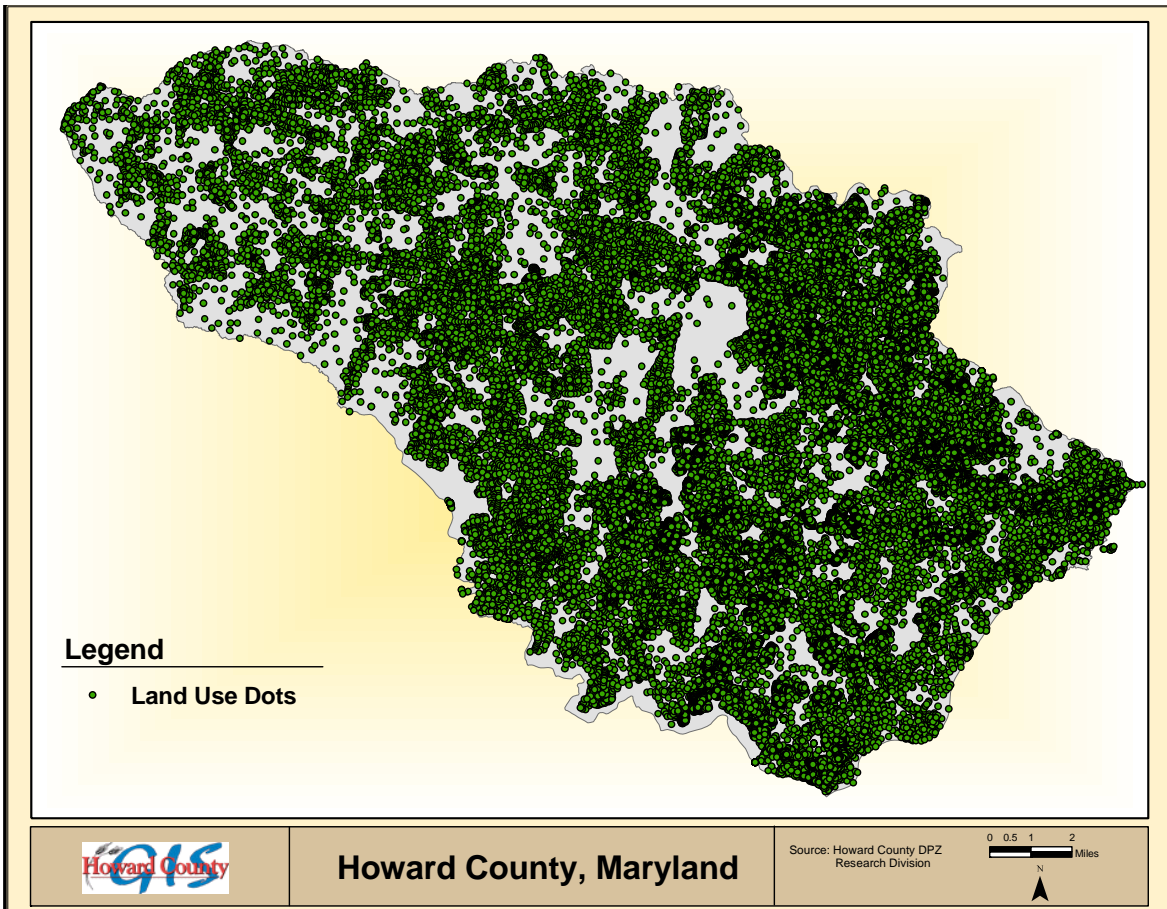 Legend
Land Use Dots
Howard County
GIS
Howard County, Maryland
Source: Howard County DPZ
Research Division
0 0.5 1 2
Miles
N